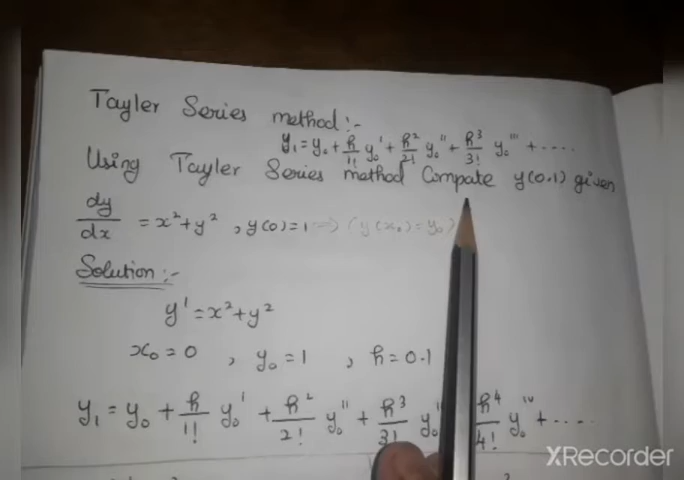 Tayler Series method:-
y₁ = y₀ + h/1! y₀' + h²/2! y₀'' + h³/3! y₀''' + ....
Using Tayler Series method Compate y(0.1) given
dy/dx = x² + y² , y(0) = 1 ⇒ (y(x₀) = y₀)
Solution :-
y' = x² + y²
x₀ = 0 , y₀ = 1 , h = 0.1
y₁ = y₀ + h/1! y₀' + h²/2! y₀'' + h³/3! y₀ h⁴/4! y₀'ᵛ + ....
XRecorder